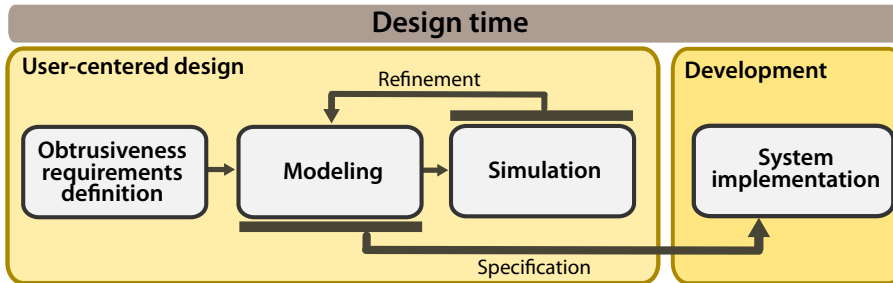 Design time
User-centered design
Development
Refinement
Obtrusiveness
requirements
definition
Modeling
Simulation
System
implementation
Specification